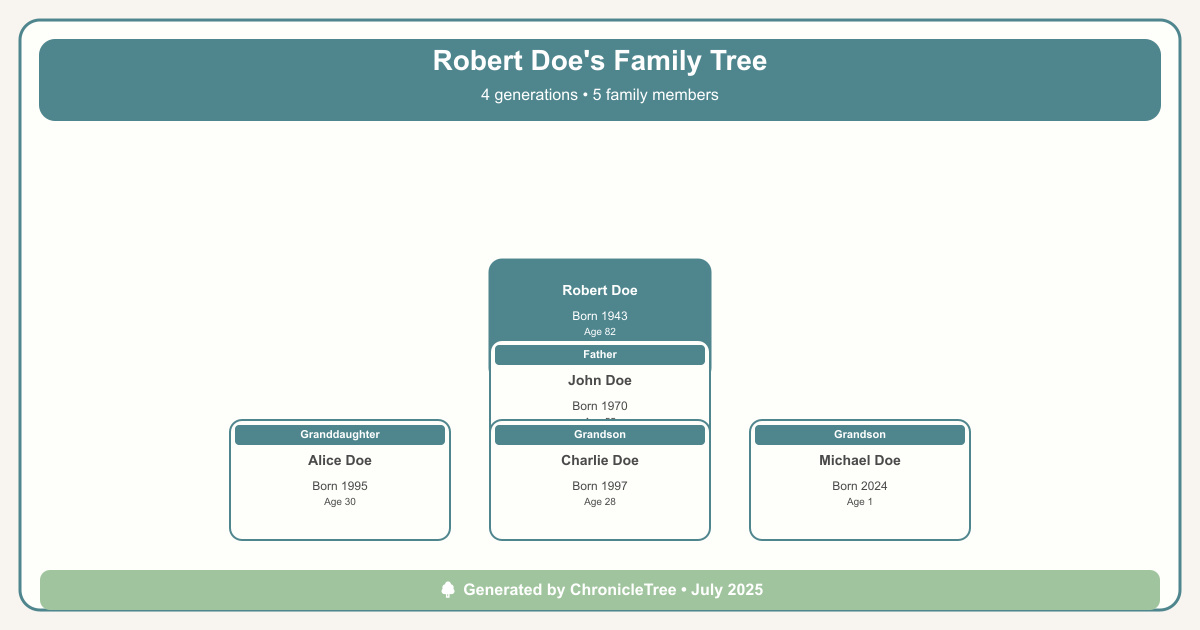 Robert Doe's Family Tree
4 generations • 5 family members
Robert Doe
Born 1943
Age 82
Father
John Doe
Born 1970
Granddaughter
Alice Doe
Born 1995
Age 30
Grandson
Charlie Doe
Born 1997
Age 28
Grandson
Michael Doe
Born 2024
Age 1
Generated by ChronicleTree • July 2025